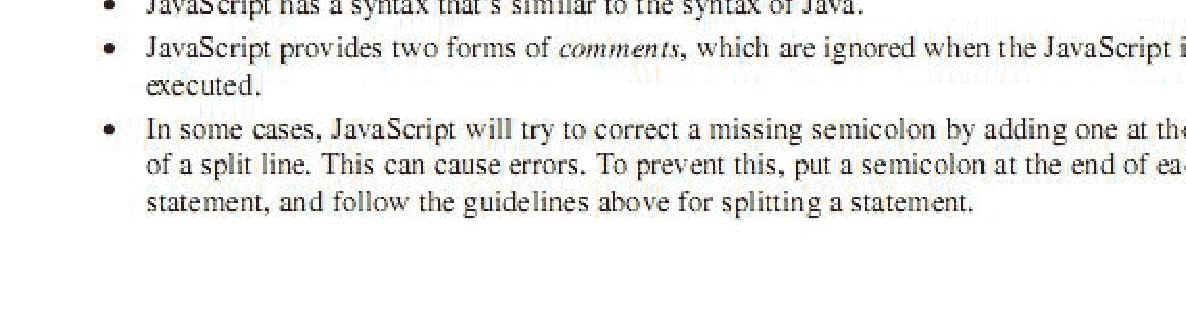 • JavaScript has a syntax that's similar to the syntax of Java.
• JavaScript provides two forms of comments, which are ignored when the JavaScript
executed.
• In some cases, JavaScript will try to correct a missing semicolon by adding one at
of a split line. This can cause errors. To prevent this, put a semicolon at the end of
statement, and follow the guidelines above for splitting a statement.